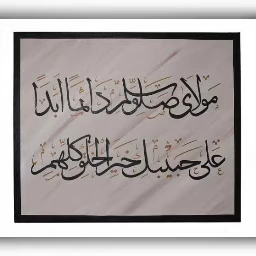 مولاي صل وسلم دائما ابدا
على حبيبك خير الخلق كلهم